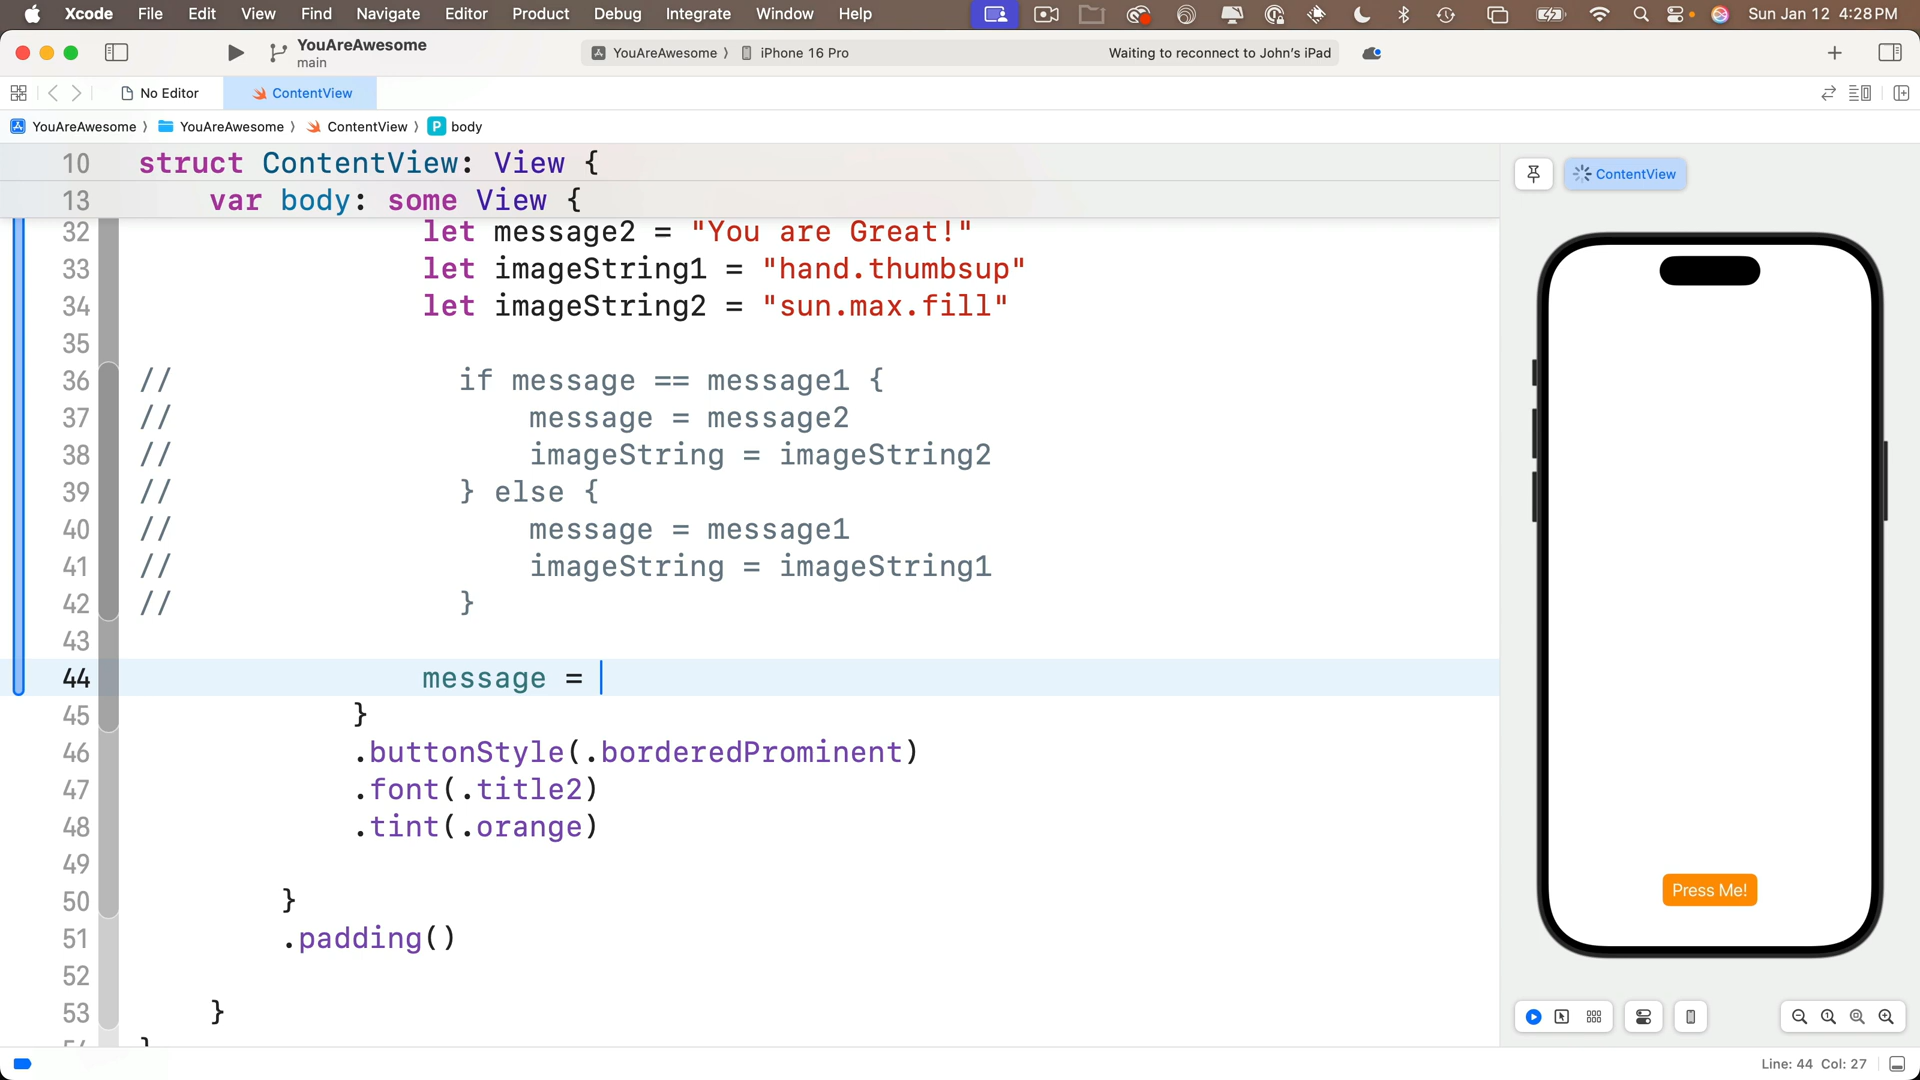 Xcode File Edit View Find Navigate Editor Product Debug Integrate Window Help Sun Jan 12 4:28 PM
YouAreAwesome
main
YouAreAwesome 〉 iPhone 16 Pro Waiting to reconnect to John's iPad
No Editor ContentView
YouAreAwesome 〉 YouAreAwesome 〉 ContentView 〉 P body
10 struct ContentView: View {
13 var body: some View {
32 let message2 = "You are Great!"
33 let imageString1 = "hand.thumbsup"
34 let imageString2 = "sun.max.fill"
35
36 // if message == message1 {
37 // message = message2
38 // imageString = imageString2
39 // } else {
40 // message = message1
41 // imageString = imageString1
42 // }
43
44 message =
45 }
46 .buttonStyle(.borderedProminent)
47 .font(.title2)
48 .tint(.orange)
49
50 }
51 .padding()
52
53 }
ContentView
Press Me!
Line: 44 Col: 27